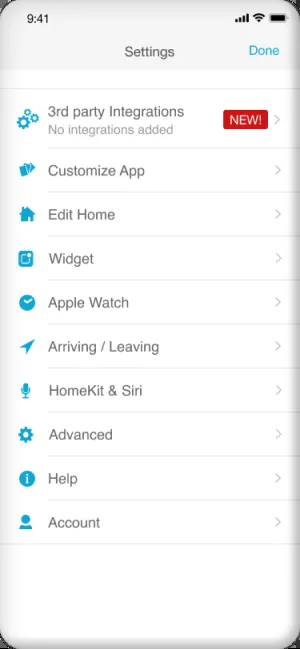 9:41
Settings
Done
3rd party Integrations
No integrations added
NEW!
Customize App
Edit Home
Widget
Apple Watch
Arriving / Leaving
HomeKit & Siri
Advanced
Help
Account